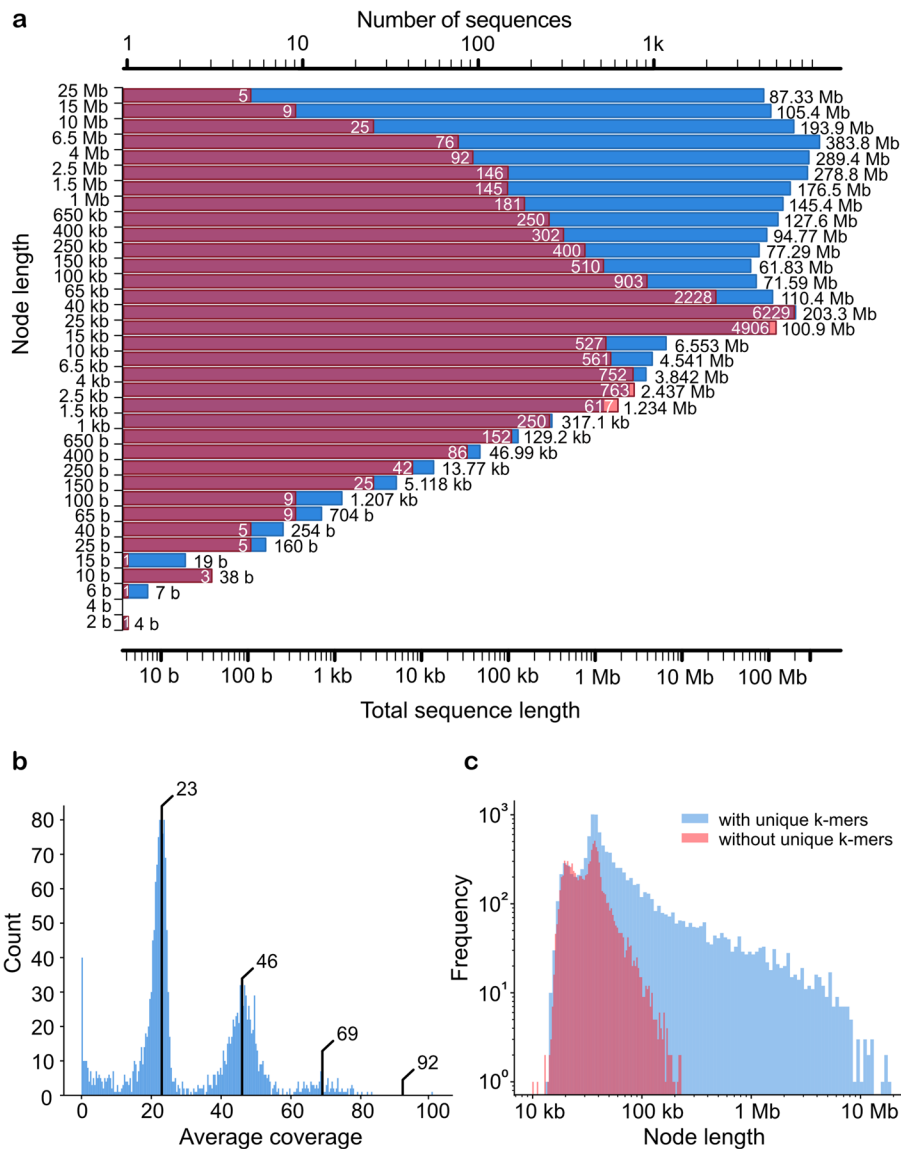 a
Number of sequences
1 10 100 1k
Node length
25 Mb
5 87.33 Mb
15 Mb
9 105.4 Mb
10 Mb
25 193.9 Mb
6.5 Mb
76 383.8 Mb
4 Mb
92 289.4 Mb
2.5 Mb
146 278.8 Mb
1.5 Mb
145 176.5 Mb
1 Mb
181 145.4 Mb
650 kb
250 127.6 Mb
400 kb
302 94.77 Mb
250 kb
400 77.29 Mb
150 kb
510 61.83 Mb
100 kb
903 71.59 Mb
65 kb
2228 110.4 Mb
40 kb
6229 203.3 Mb
25 kb
4906 100.9 Mb
15 kb
527 6.553 Mb
10 kb
561 4.541 Mb
6.5 kb
752 3.842 Mb
4 kb
763 2.437 Mb
2.5 kb
617 1.234 Mb
1.5 kb
250 317.1 kb
1 kb
152 129.2 kb
650 b
86 46.99 kb
400 b
42 13.77 kb
250 b
25 5.118 kb
150 b
9 1.207 kb
100 b
9 704 b
65 b
5 254 b
40 b
5 160 b
25 b
1 19 b
15 b
3 38 b
10 b
1 7 b
6 b
4 b
1 4 b
2 b
10 b 100 b 1 kb 10 kb 100 kb 1 Mb 10 Mb 100 Mb
Total sequence length
b
Count
80
70
60
50
40
30
20
10
0
23
46
69
92
0 20 40 60 80 100
Average coverage
c
Frequency
10³
10²
10¹
10⁰
with unique k-mers
without unique k-mers
10 kb 100 kb 1 Mb 10 Mb
Node length